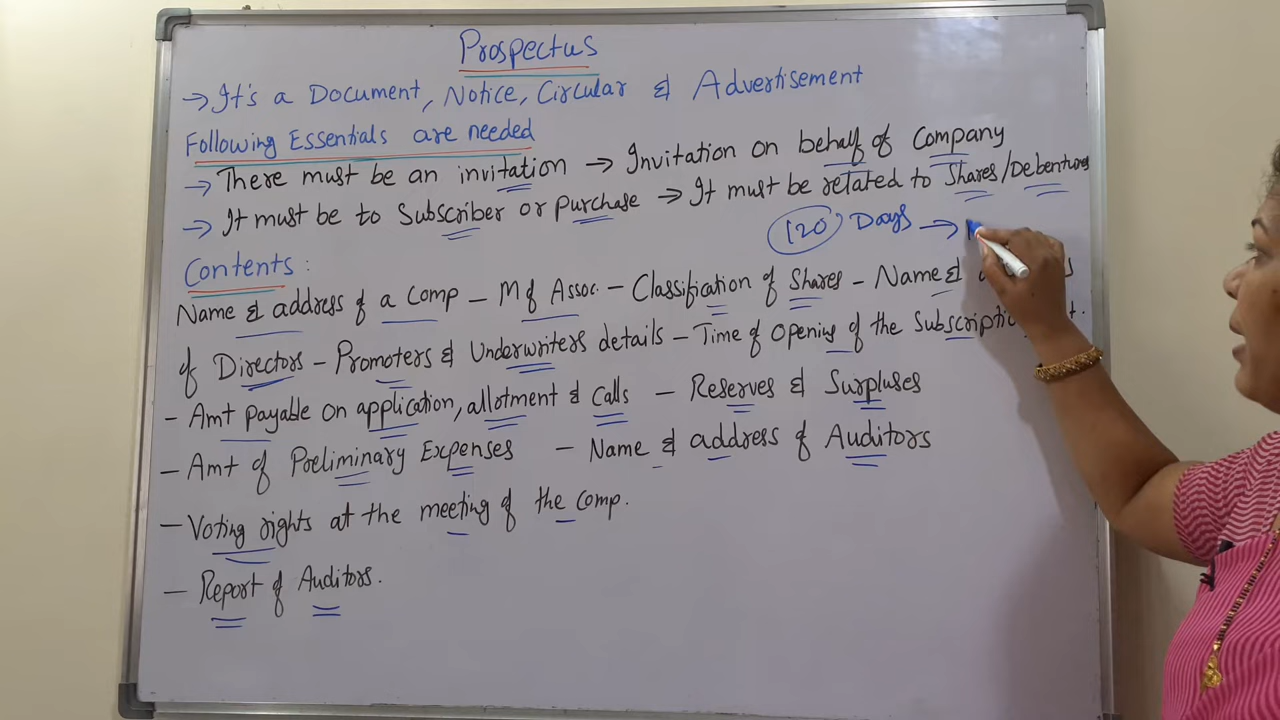 Prospectus
→ It's a Document, Notice, Circular & Advertisement
Following Essentials are needed
→ There must be an invitation → Invitation on behalf of Company
→ It must be to Subscriber or purchase → It must be related to Shares/Debentures
120 Days →
Contents :
Name & address of a Comp - M of Assoc. - Classification of Shares - Name &
of Directors - Promoters & Underwriters details - Time of Opening of the
- Amt payable on application, allotment & Calls - Reserves & Surpluses
- Amt of Preliminary Expenses - Name & address of Auditors
- Voting rights at the meeting of the Comp.
- Report of Auditors.